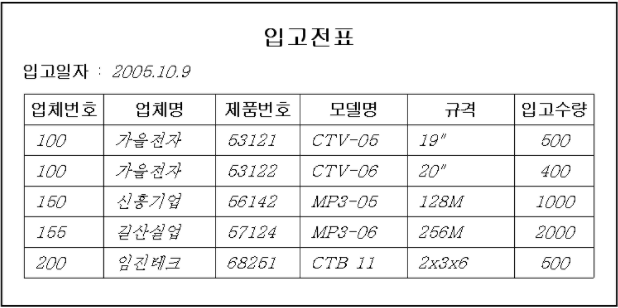 입고전표
입고일자 : 2005.10.9
업체번호 업체명 제품번호 모델명 규격 입고수량
100 가을전자 53121 CTV-05 19" 500
100 가을전자 53122 CTV-06 20" 400
150 신흥기업 56142 MP3-05 128M 1000
155 길산실업 57124 MP3-06 256M 2000
200 임진테크 68251 CTB 11 2x3x6 500